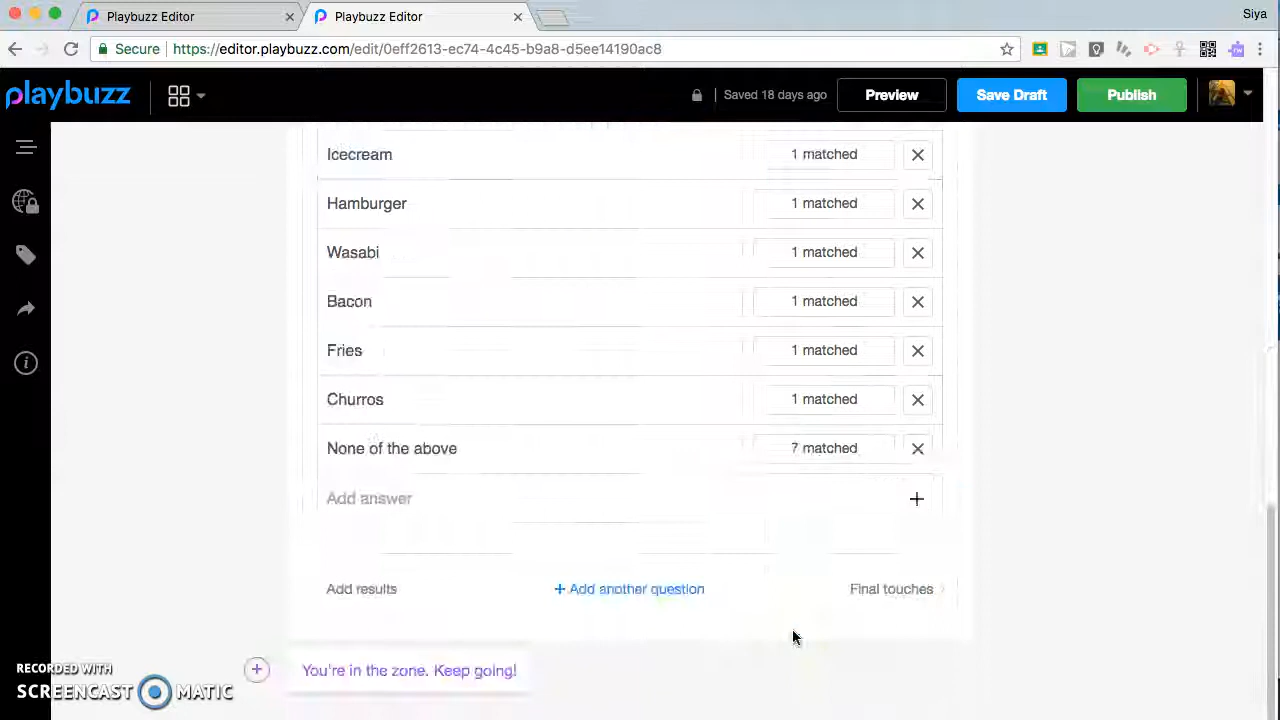 Playbuzz Editor
Playbuzz Editor
Siya
Secure
https://editor.playbuzz.com/edit/0eff2613-ec74-4c45-b9a8-d5ee14190ac8
playbuzz
Saved 18 days ago
Preview
Save Draft
Publish
Icecream
1 matched
Hamburger
1 matched
Wasabi
1 matched
Bacon
1 matched
Fries
1 matched
Churros
1 matched
None of the above
7 matched
Add answer
Add results
+ Add another question
Final touches
You're in the zone. Keep going!
RECORDED WITH
SCREENCAST MATIC